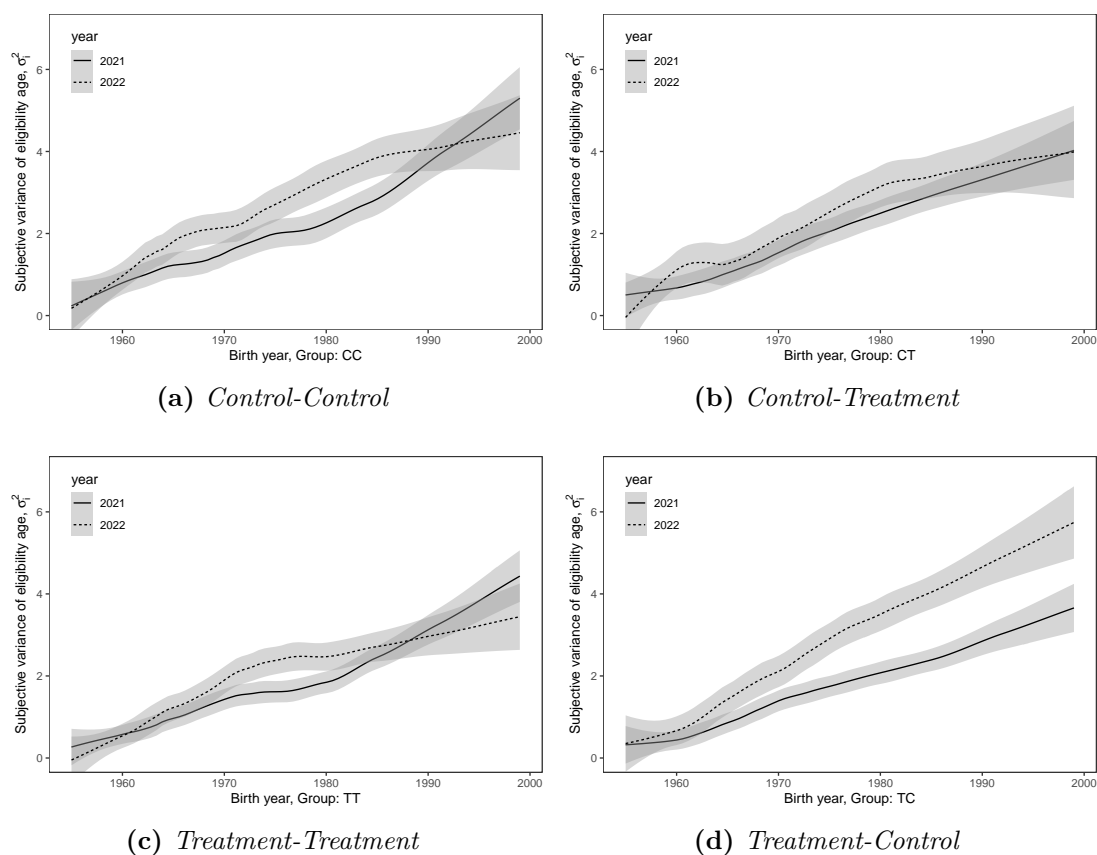 year
2021
2022
Subjective variance of eligibility age, σ²ᵢ
6
4
2
0
1960 1970 1980 1990 2000
Birth year, Group: CC
(a) Control-Control
year
2021
2022
Subjective variance of eligibility age, σ²ᵢ
6
4
2
0
1960 1970 1980 1990 2000
Birth year, Group: CT
(b) Control-Treatment
year
2021
2022
Subjective variance of eligibility age, σ²ᵢ
6
4
2
0
1960 1970 1980 1990 2000
Birth year, Group: TT
(c) Treatment-Treatment
year
2021
2022
Subjective variance of eligibility age, σ²ᵢ
6
4
2
0
1960 1970 1980 1990 2000
Birth year, Group: TC
(d) Treatment-Control